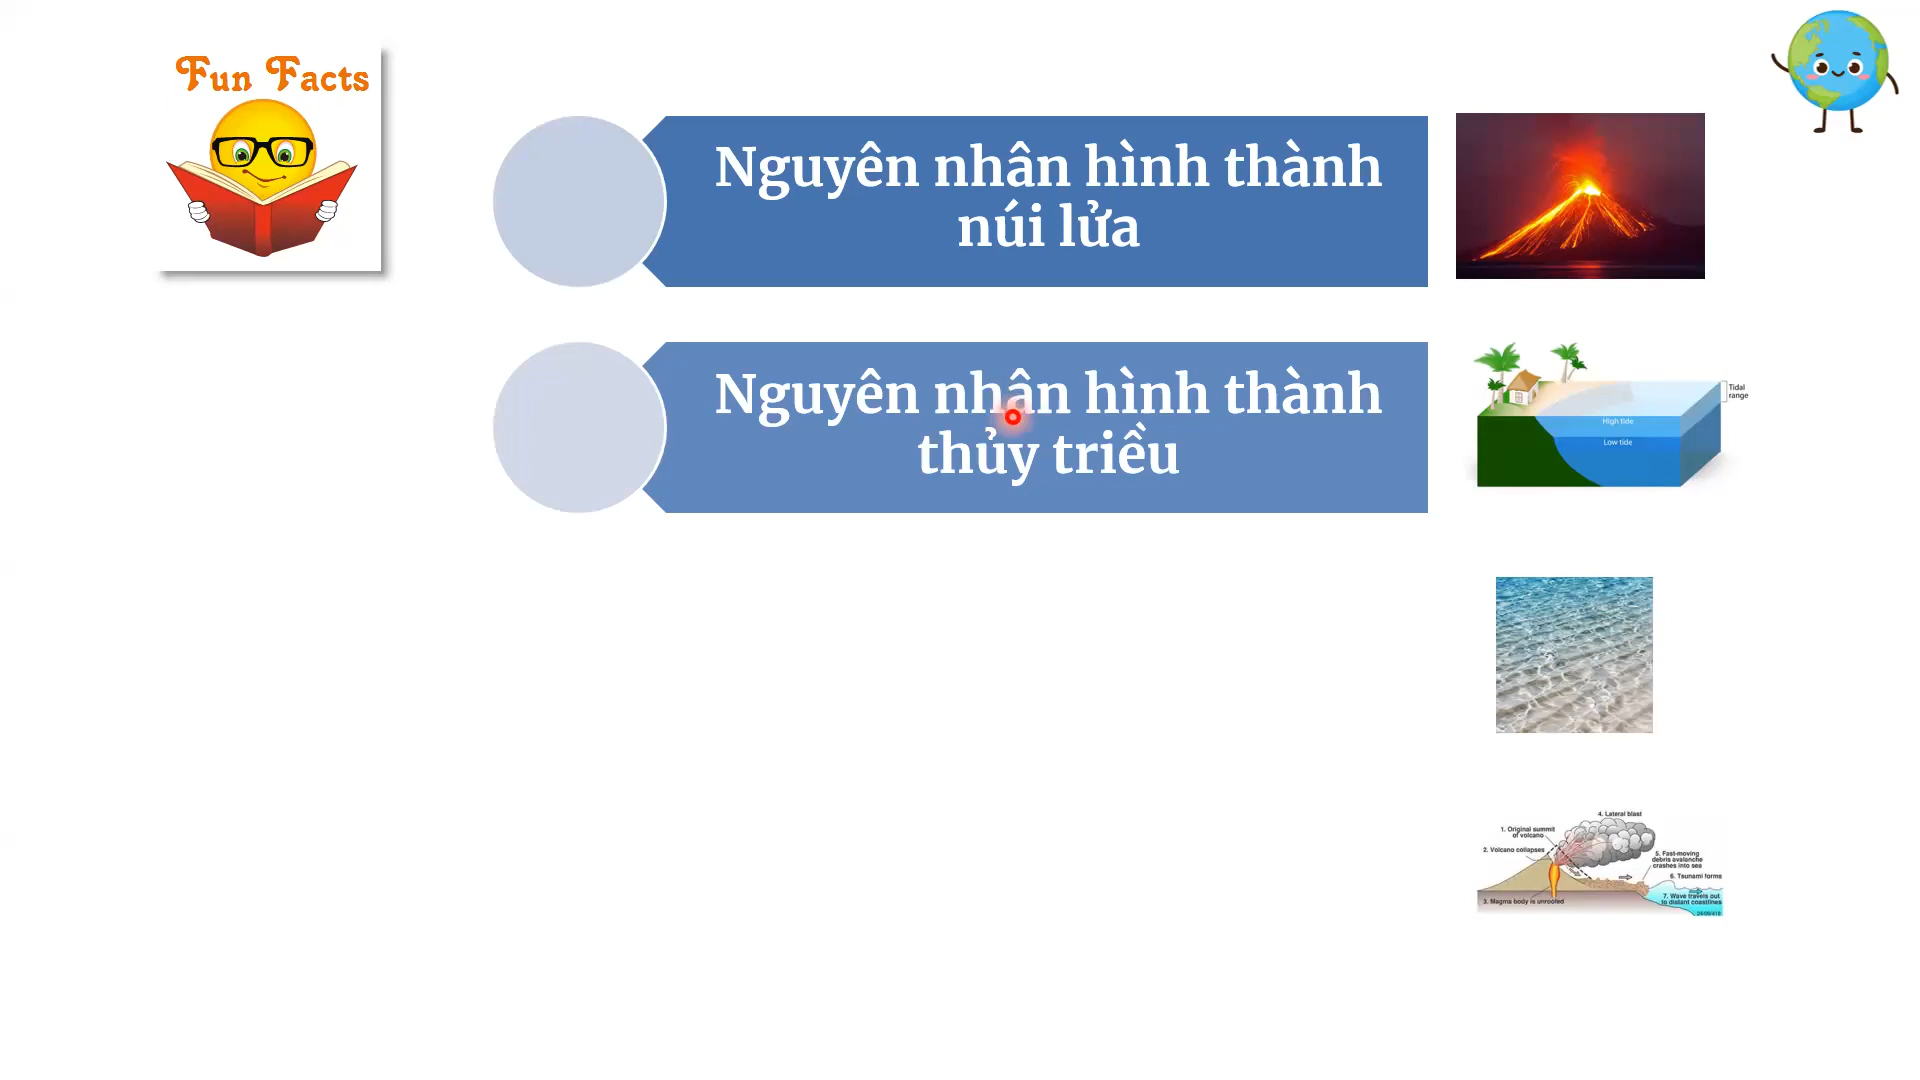 Fun Facts
Nguyên nhân hình thành
núi lửa
Nguyên nhân hình thành
thủy triều
Tidal
range
High tide
Low tide
4. Lateral blast
1. Original summit
of volcano
2. Volcano collapses
5. Fast-moving
debris avalanche
crashes into sea
6. Tsunami forms
3. Magma body is unroofed
7. Wave travels out
to distant coastlines